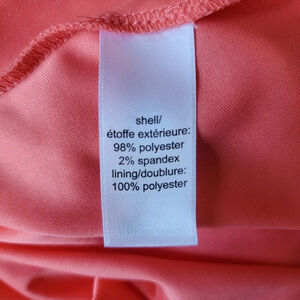 shell/
étoffe extérieure:
98% polyester
2% spandex
lining/doublure:
100% polyester